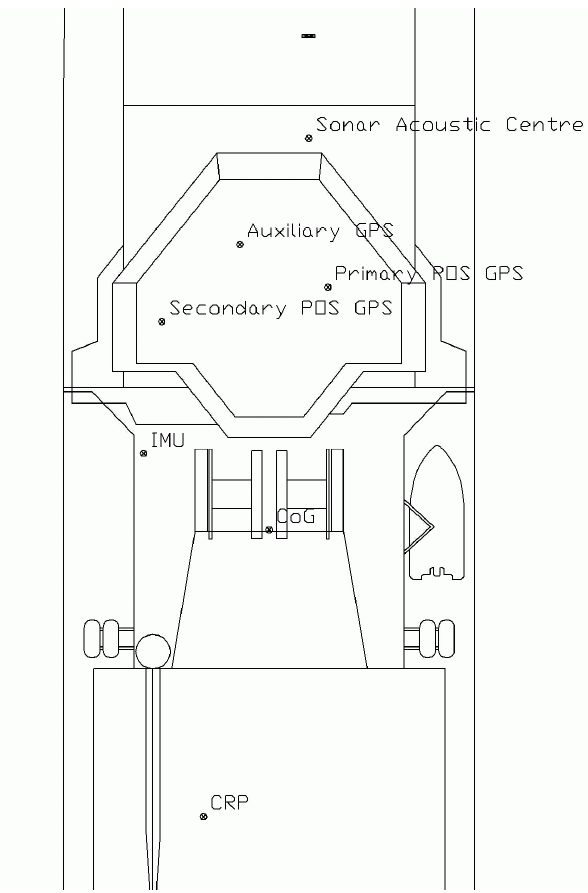 Sonar Acoustic Centre
Auxiliary GPS
Primary POS GPS
Secondary POS GPS
IMU
CoG
CRP